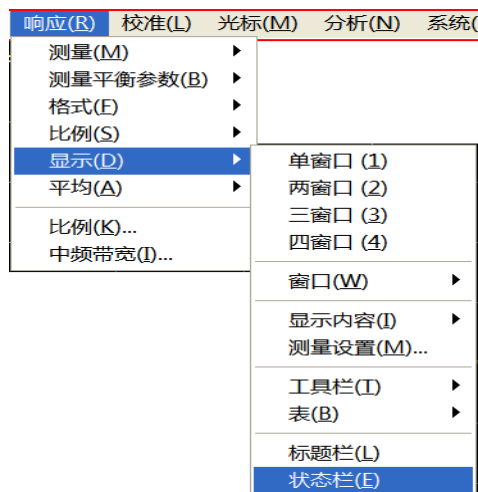 响应(R) 校准(L) 光标(M) 分析(N) 系统(
测量(M)
测量平衡参数(B)
格式(F)
比例(S)
显示(D)
平均(A)
比例(K)...
中频带宽(I)...
单窗口 (1)
两窗口 (2)
三窗口 (3)
四窗口 (4)
窗口(W)
显示内容(I)
测量设置(M)...
工具栏(T)
表(B)
标题栏(L)
状态栏(E)